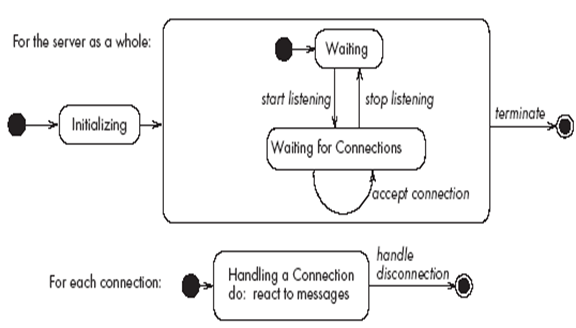 For the server as a whole:
Waiting
start listening
stop listening
Initializing
terminate
Waiting for Connections
accept connection
For each connection:
Handling a Connection
do: react to messages
handle
disconnection